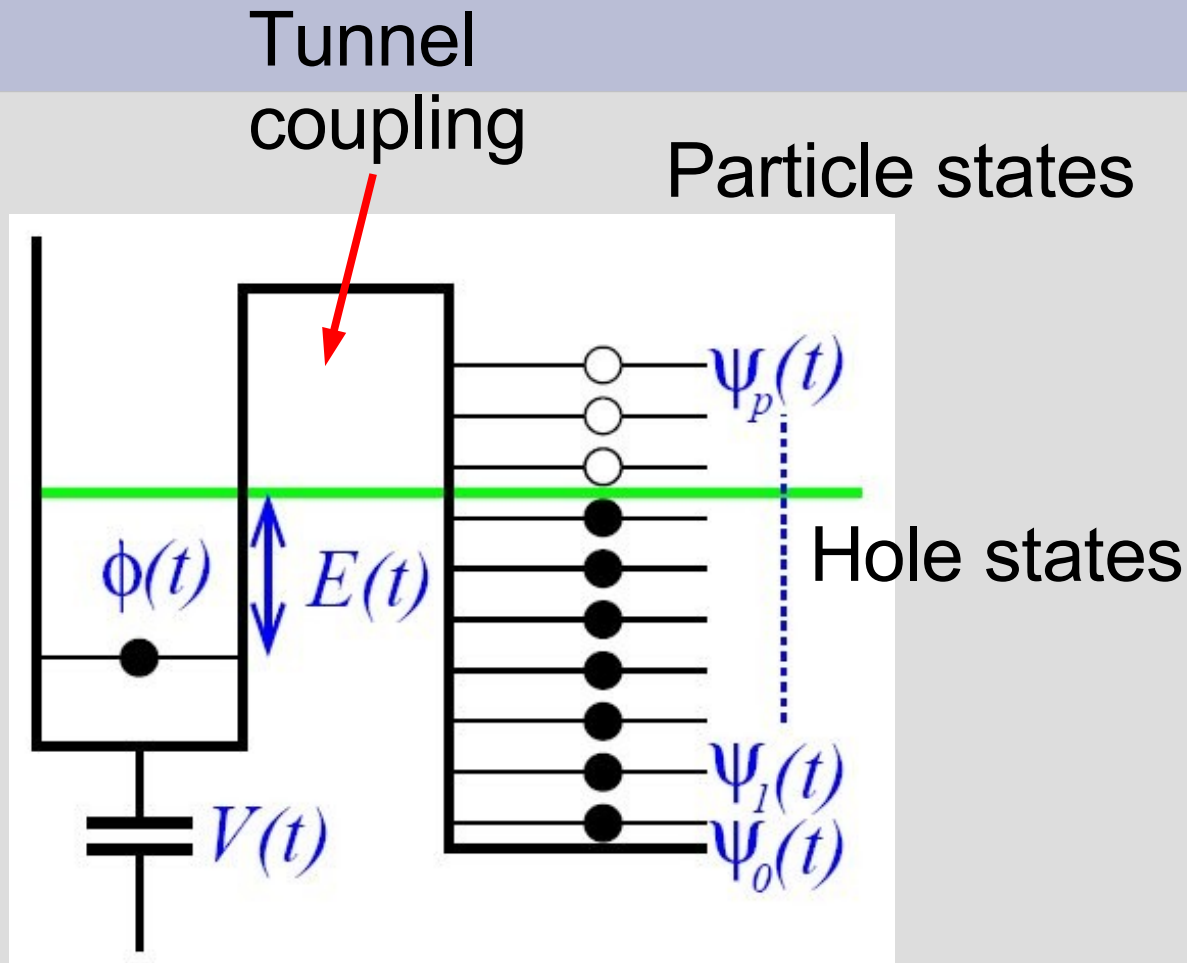 Tunnel
coupling
Particle states
ψₚ(t)
ϕ(t)
E(t)
Hole states
ψ₁(t)
V(t)
ψ₀(t)